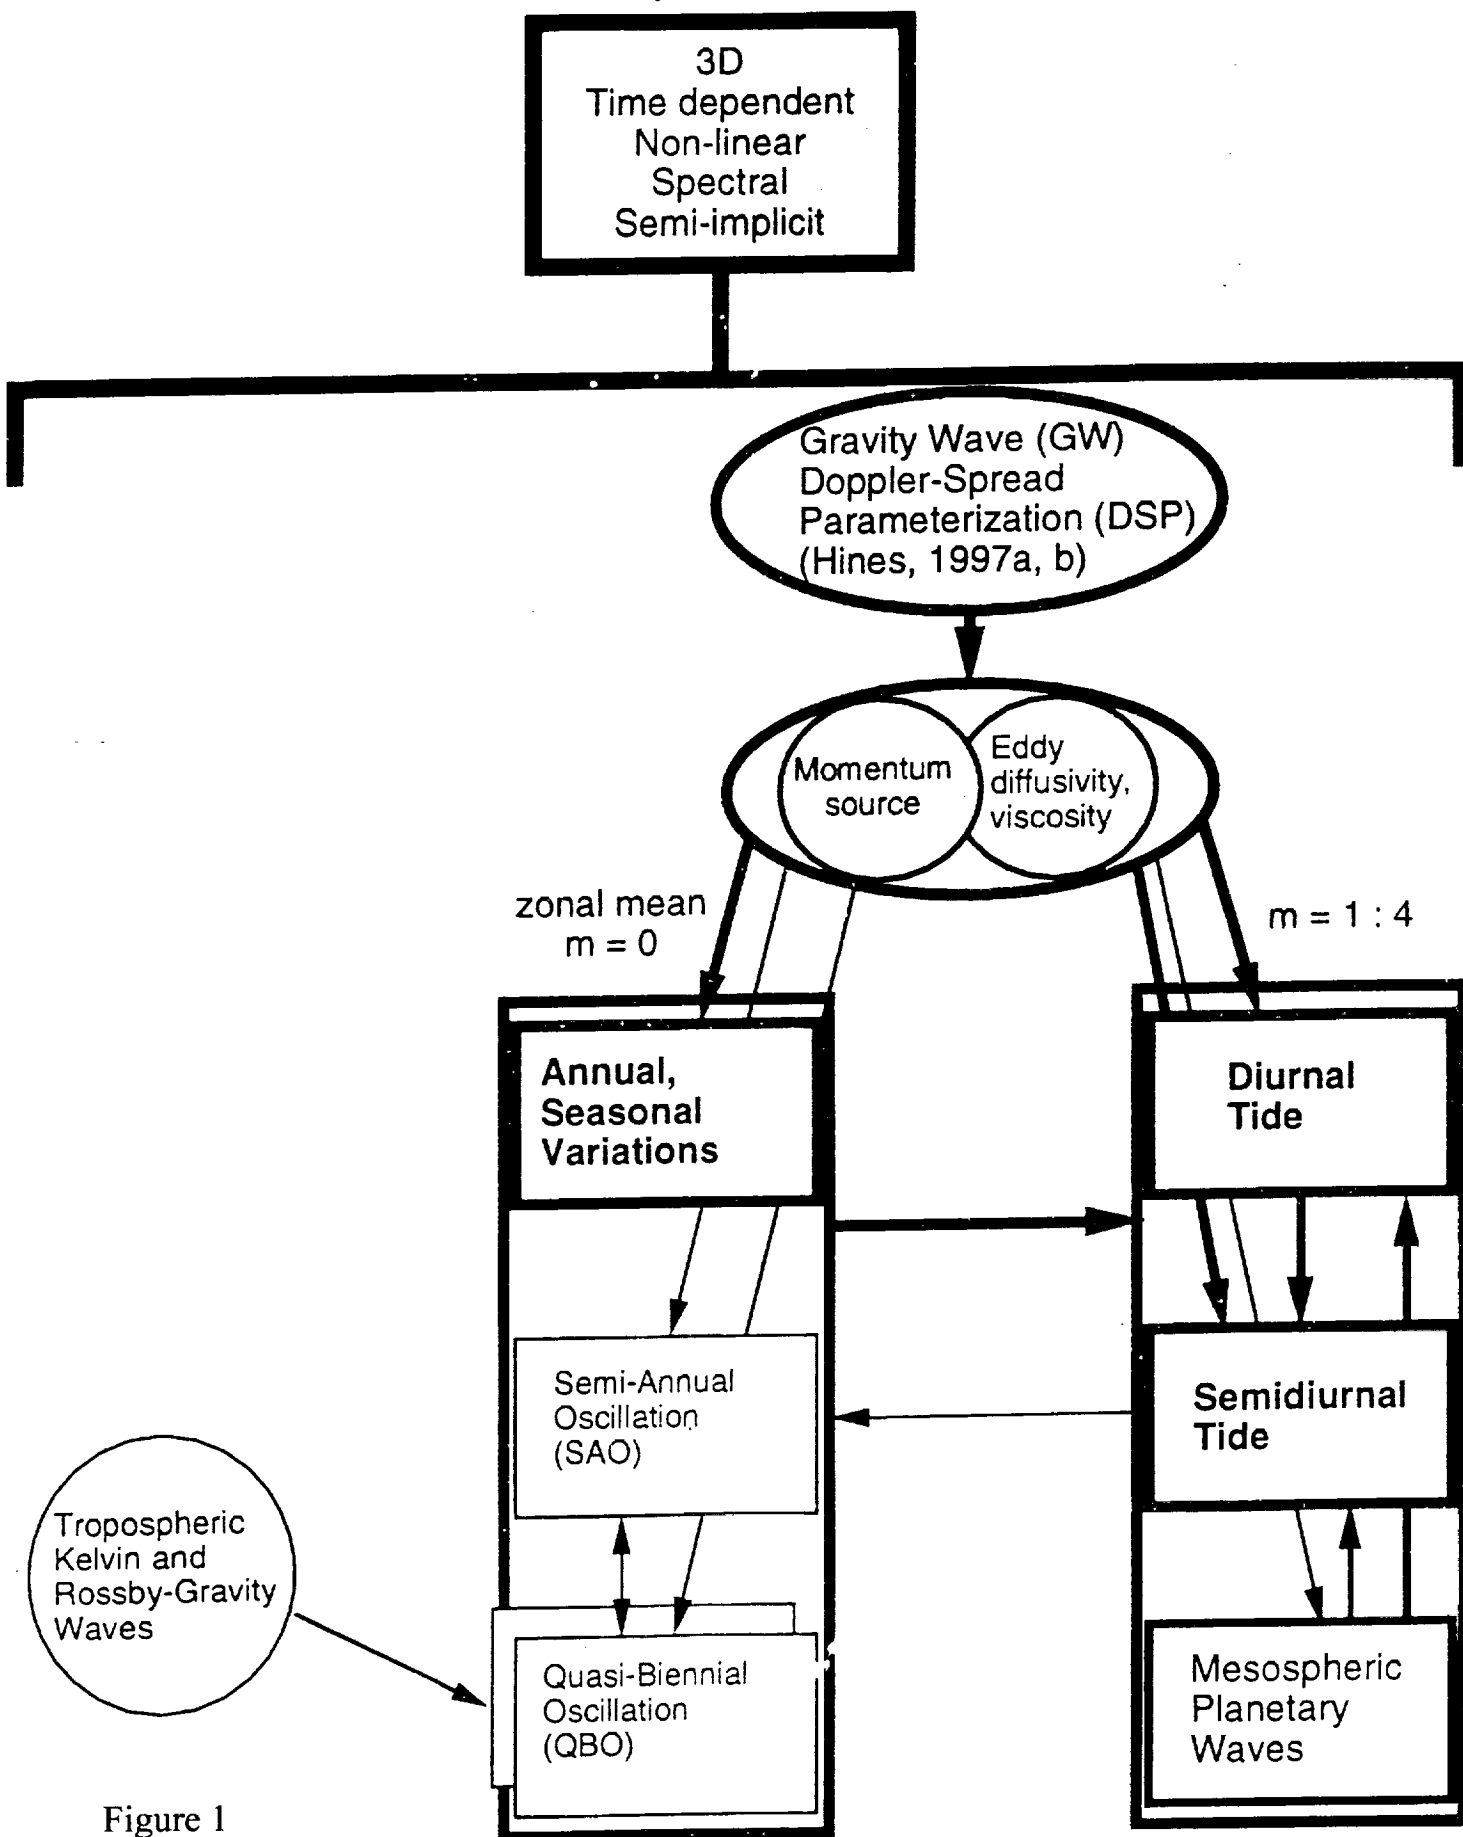 3D
Time dependent
Non-linear
Spectral
Semi-implicit
Gravity Wave (GW)
Doppler-Spread
Parameterization (DSP)
(Hines, 1997a, b)
Momentum
source
Eddy
diffusivity,
viscosity
zonal mean
m = 0
m = 1 : 4
Annual,
Seasonal
Variations
Diurnal
Tide
Semi-Annual
Oscillation
(SAO)
Semidiurnal
Tide
Tropospheric
Kelvin and
Rossby-Gravity
Waves
Quasi-Biennial
Oscillation
(QBO)
Mesospheric
Planetary
Waves
Figure 1